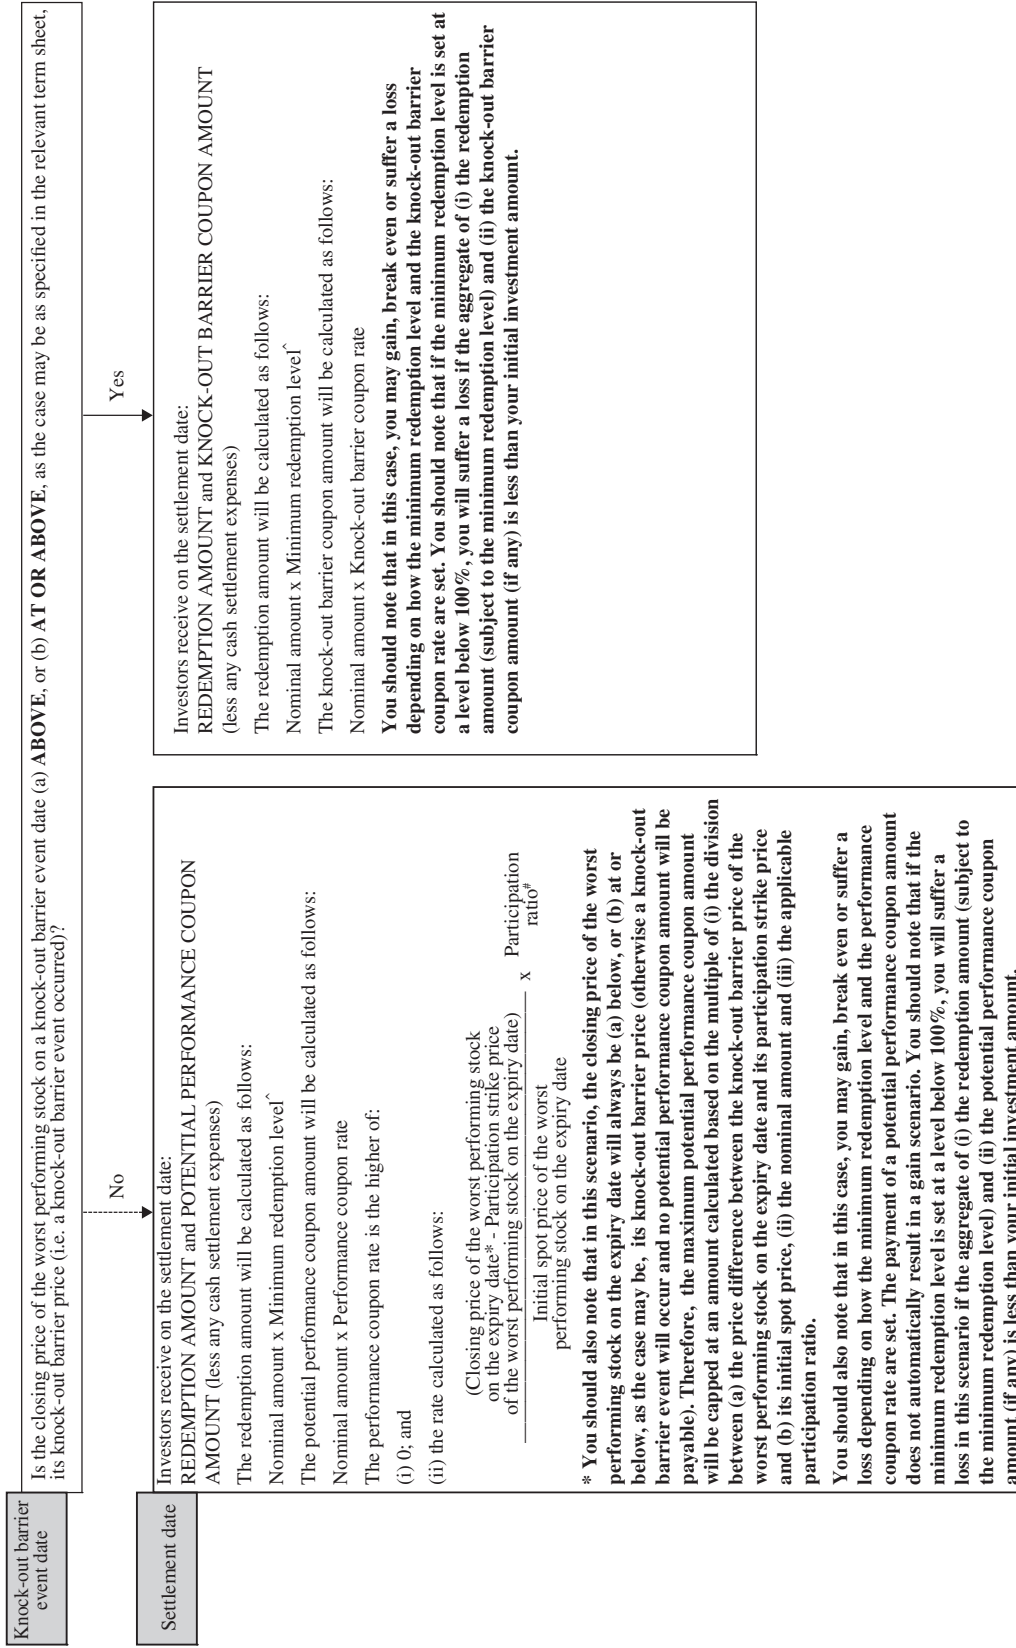 Knock-out barrier
event date
Is the closing price of the worst performing stock on a knock-out barrier event date (a) ABOVE, or (b) AT OR ABOVE, as the case may be as specified in the relevant term sheet,
its knock-out barrier price (i.e. a knock-out barrier event occurred)?
No
Yes
Settlement date
Investors receive on the settlement date:
REDEMPTION AMOUNT and POTENTIAL PERFORMANCE COUPON
AMOUNT (less any cash settlement expenses)
The redemption amount will be calculated as follows:
Nominal amount x Minimum redemption level^
The potential performance coupon amount will be calculated as follows:
Nominal amount x Performance coupon rate
The performance coupon rate is the higher of:
(i) 0; and
(ii) the rate calculated as follows:
(Closing price of the worst performing stock
on the expiry date* - Participation strike price
of the worst performing stock on the expiry date)
Initial spot price of the worst
performing stock on the expiry date
x
Participation
ratio#
* You should also note that in this scenario, the closing price of the worst
performing stock on the expiry date will always be (a) below, or (b) at or
below, as the case may be, its knock-out barrier price (otherwise a knock-out
barrier event will occur and no potential performance coupon amount will be
payable). Therefore, the maximum potential performance coupon amount
will be capped at an amount calculated based on the multiple of (i) the division
between (a) the price difference between the knock-out barrier price of the
worst performing stock on the expiry date and its participation strike price
and (b) its initial spot price, (ii) the nominal amount and (iii) the applicable
participation ratio.
You should also note that in this case, you may gain, break even or suffer a
loss depending on how the minimum redemption level and the performance
coupon rate are set. The payment of a potential performance coupon amount
does not automatically result in a gain scenario. You should note that if the
minimum redemption level is set at a level below 100%, you will suffer a
loss in this scenario if the aggregate of (i) the redemption amount (subject to
the minimum redemption level) and (ii) the potential performance coupon
amount (if any) is less than your initial investment amount.
Investors receive on the settlement date:
REDEMPTION AMOUNT and KNOCK-OUT BARRIER COUPON AMOUNT
(less any cash settlement expenses)
The redemption amount will be calculated as follows:
Nominal amount x Minimum redemption level^
The knock-out barrier coupon amount will be calculated as follows:
Nominal amount x Knock-out barrier coupon rate
You should note that in this case, you may gain, break even or suffer a loss
depending on how the minimum redemption level and the knock-out barrier
coupon rate are set. You should note that if the minimum redemption level is set at
a level below 100%, you will suffer a loss if the aggregate of (i) the redemption
amount (subject to the minimum redemption level) and (ii) the knock-out barrier
coupon amount (if any) is less than your initial investment amount.